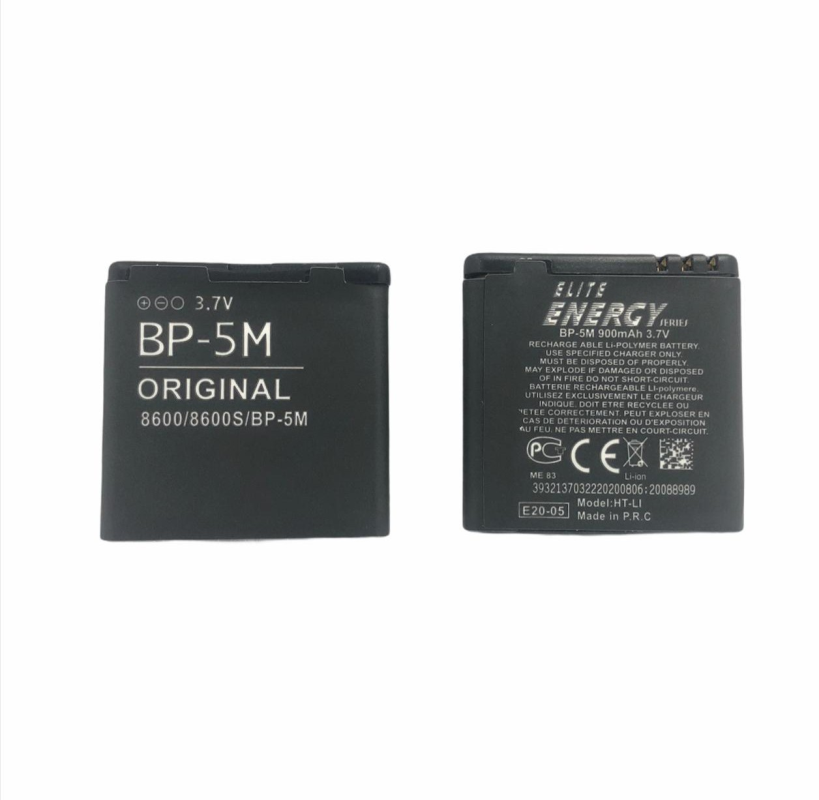 3.7V
BP-5M
ORIGINAL
8600/8600S/BP-5M
ELITE
ENERGY SERIES
BP-5M 900mAh 3.7V
RECHARGE ABLE Li-POLYMER BATTERY.
USE SPECIFIED CHARGER ONLY.
MUST BE DISPOSED OF PROPERLY.
MAY EXPLODE IF DAMAGED OR DISPOSED
OF IN FIRE DO NOT SHORT-CIRCUIT.
BATTERIE RECHARGEABLE Li-polymere.
UTILISEZ EXCLUSIVEMENT LE CHARGEUR
INDIQUE. DOIT ETRE RECYCLEE OU
JETEE CORRECTEMENT. PEUT EXPLOSER EN
CAS DE DETERIORATION OU D'EXPOSITION
AU FEU. NE PAS METTRE EN COURT-CIRCUIT.
PCT CE
ME 83 Li-ion
3932137032220200806:20088989
E20-05 Model:HT-LI
Made in P.R.C